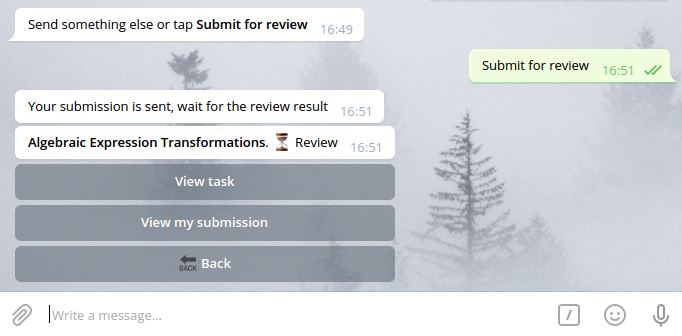 Send something else or tap Submit for review 16:49
Submit for review 16:51
Your submission is sent, wait for the review result 16:51
Algebraic Expression Transformations. ⏳ Review 16:51
View task
View my submission
🔙 Back
Write a message...